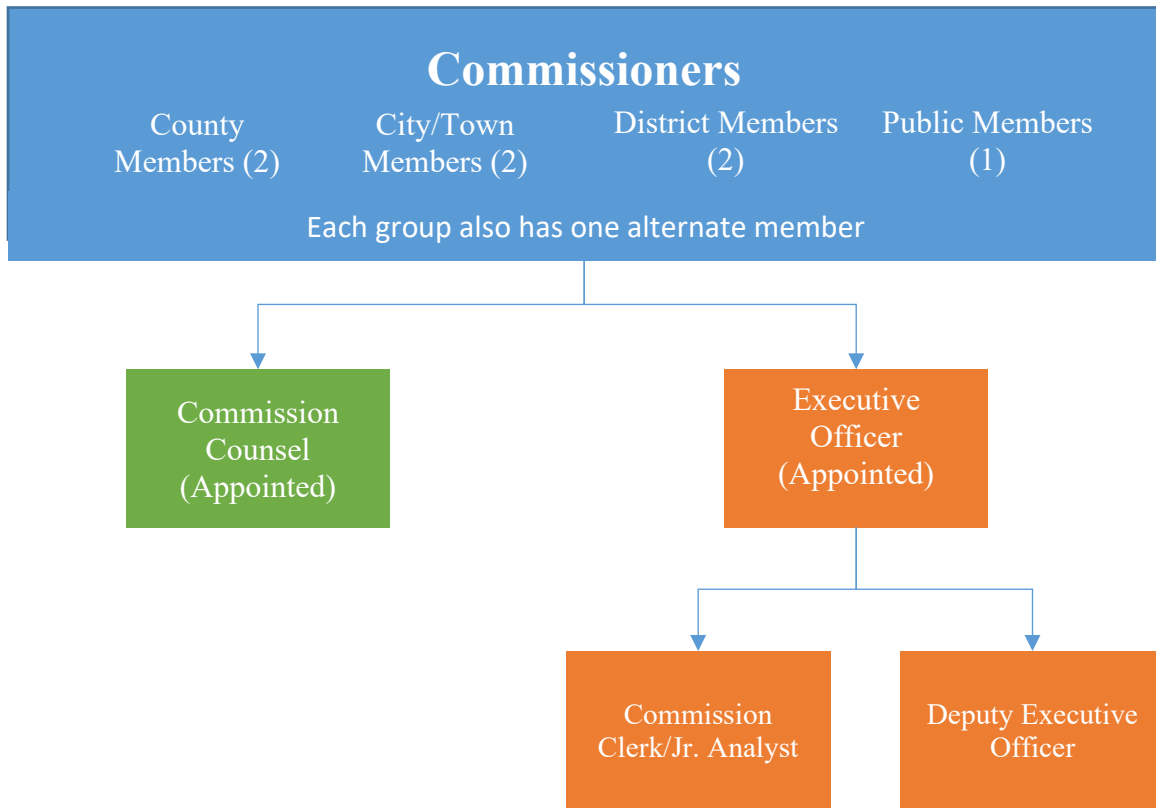 Commissioners
County
Members (2)
City/Town
Members (2)
District Members
(2)
Public Members
(1)
Each group also has one alternate member
Commission
Counsel
(Appointed)
Executive
Officer
(Appointed)
Commission
Clerk/Jr. Analyst
Deputy Executive
Officer